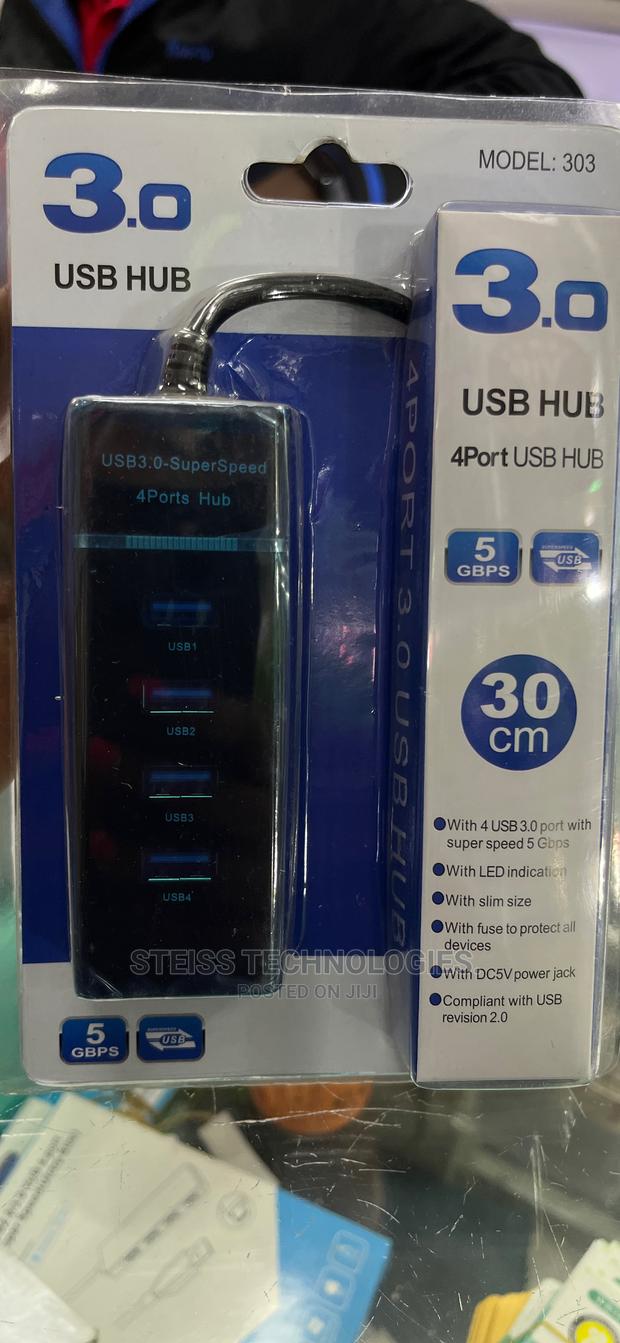 MODEL: 303
3.0
USB HUB
USB3.0-SuperSpeed
4Ports Hub
USB1
USB2
USB3
USB4
5
GBPS
SUPERSPEED
USB
4PORT 3.0 USB HUB
3.0
USB HUB
4Port USB HUB
5
GBPS
SUPERSPEED
USB
30
cm
With 4 USB 3.0 port with
super speed 5 Gbps
With LED indication
With slim size
With fuse to protect all
devices
With DC5V power jack
Compliant with USB
revision 2.0
STEISS TECHNOLOGIES
POSTED ON JIJI